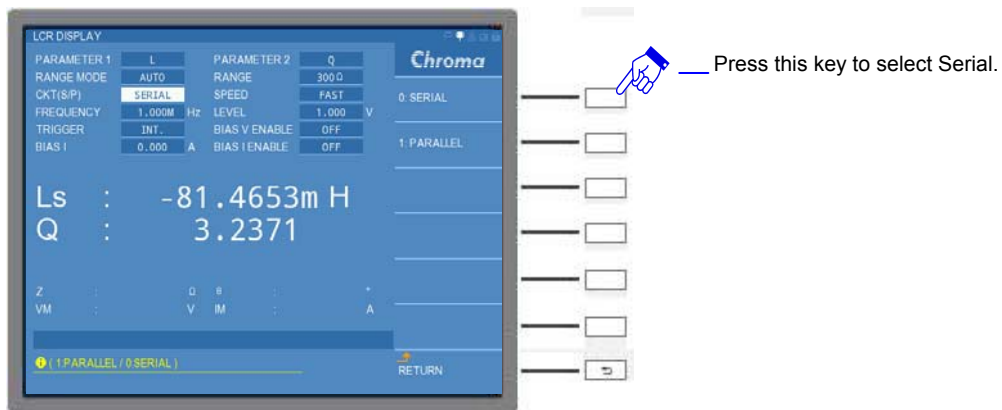 LCR DISPLAY
Chroma
PARAMETER 1 L PARAMETER 2 Q
RANGE MODE AUTO RANGE 300 Ω
CKT(S/P) SERIAL SPEED FAST
FREQUENCY 1.000M Hz LEVEL 1.000 V
TRIGGER INT. BIAS V ENABLE OFF
BIAS I 0.000 A BIAS I ENABLE OFF
Ls : -81.4653m H
Q : 3.2371
Z : Ω θ : °
VM : V IM : A
( 1:PARALLEL / 0:SERIAL )
0: SERIAL
1: PARALLEL
RETURN
Press this key to select Serial.